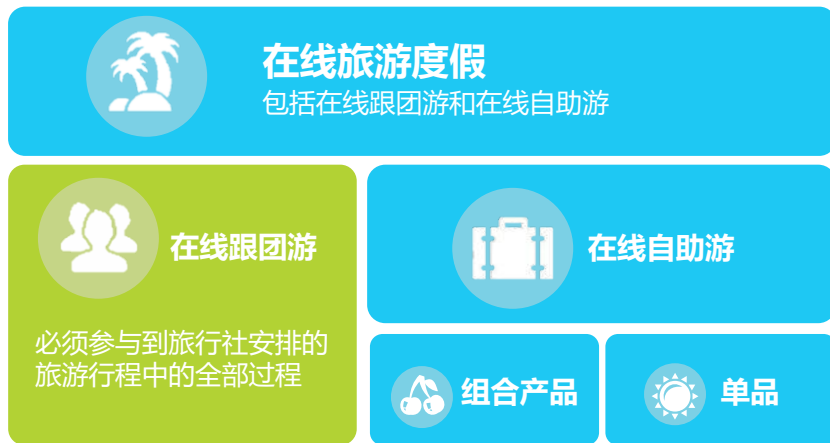 在线旅游度假
包括在线跟团游和在线自助游
在线跟团游
必须参与到旅行社安排的
旅游行程中的全部过程
在线自助游
组合产品
单品